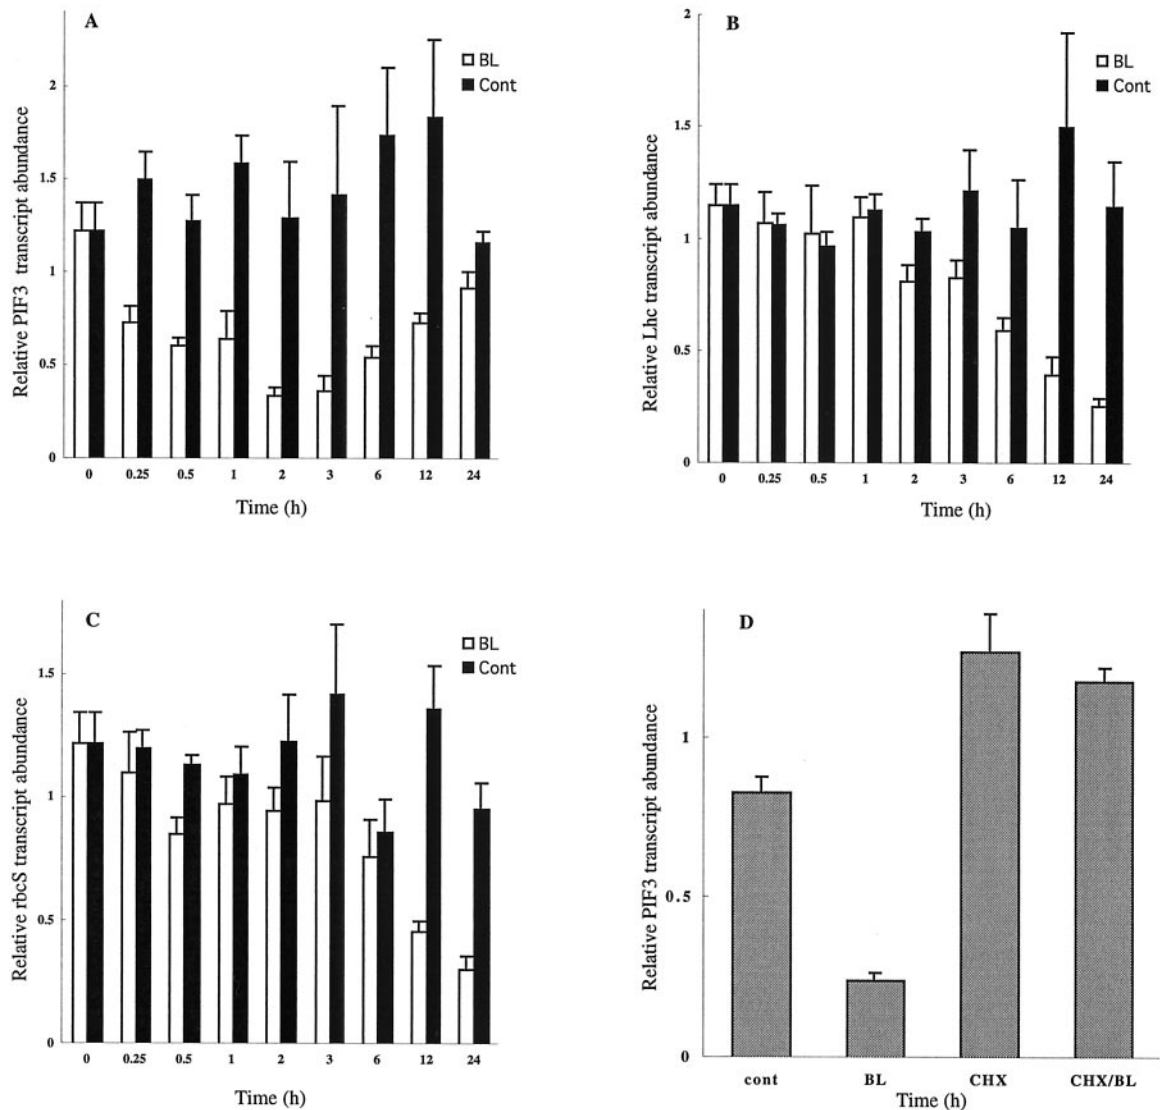 A
BL
Cont
2
1.5
1
0.5
0
Relative PIF3 transcript abundance
0 0.25 0.5 1 2 3 6 12 24
Time (h)
B
BL
Cont
2
1.5
1
0.5
0
Relative Lhc transcript abundance
0 0.25 0.5 1 2 3 6 12 24
Time (h)
C
BL
Cont
1.5
1
0.5
0
Relative rbcS transcript abundance
0 0.25 0.5 1 2 3 6 12 24
Time (h)
D
1
0.5
0
Relative PIF3 transcript abundance
cont BL CHX CHX/BL
Time (h)